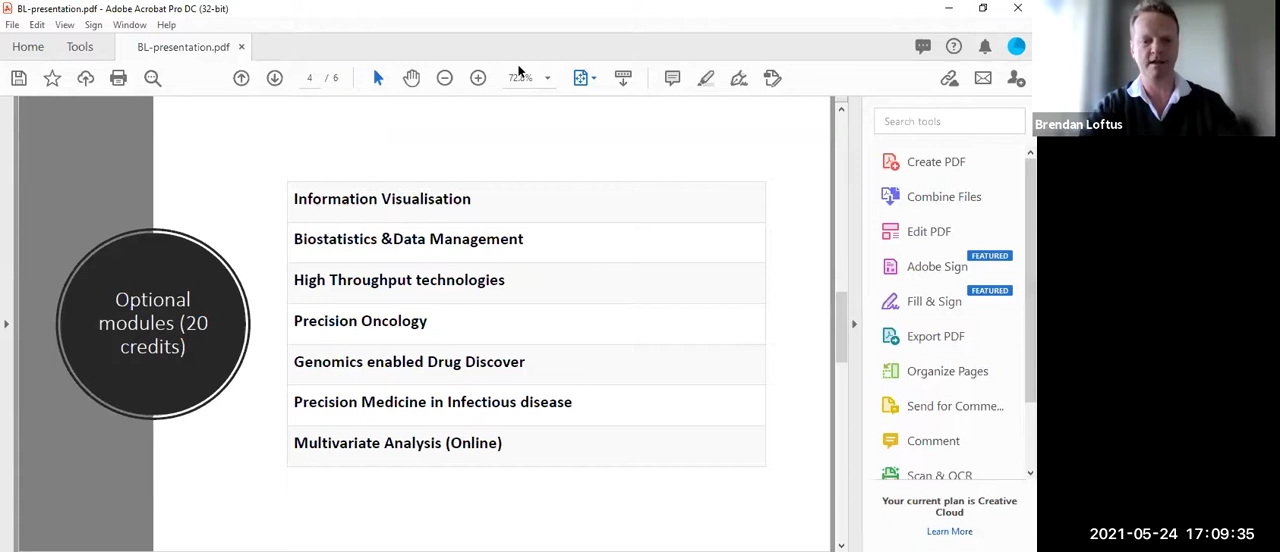 BL-presentation.pdf - Adobe Acrobat Pro DC (32-bit)
File Edit View Sign Window Help
Home Tools BL-presentation.pdf ×
4 / 6
Search tools
Create PDF
Combine Files
Edit PDF
FEATURED
Adobe Sign
FEATURED
Fill & Sign
Export PDF
Organize Pages
Send for Comme...
Comment
Scan & OCR
Your current plan is Creative
Cloud
Learn More
Optional
modules (20
credits)
Information Visualisation
Biostatistics &Data Management
High Throughput technologies
Precision Oncology
Genomics enabled Drug Discover
Precision Medicine in Infectious disease
Multivariate Analysis (Online)
Brendan Loftus
2021-05-24 17:09:35